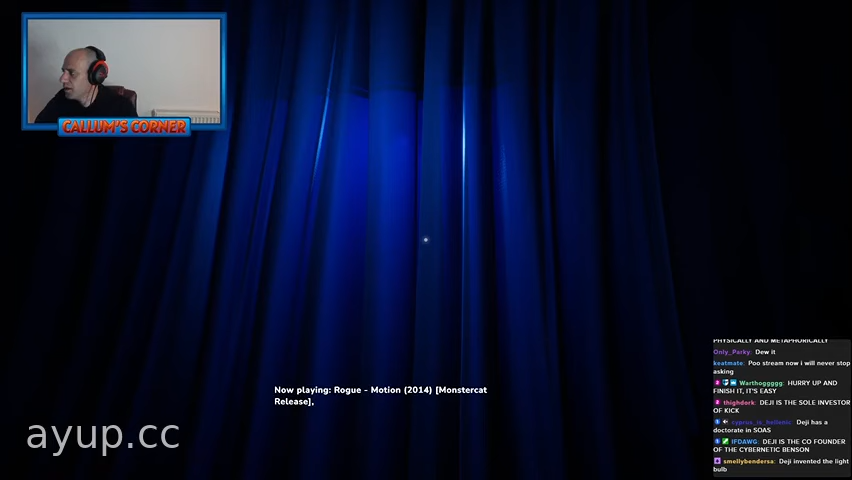 CALLUM'S CORNER
Now playing: Rogue - Motion (2014) [Monstercat
Release],
ayup.cc
PHYSICALLY AND METAPHORICALLY
Only_Parky: Dew it
keatmate: Poo stream now i will never stop
asking
Warthoggggg: HURRY UP AND
FINISH IT, IT'S EASY
thighdork: DEJI IS THE SOLE INVESTOR
OF KICK
cyprus_is_hellenic: Deji has a
doctorate in SOAS
IFDAWG: DEJI IS THE CO FOUNDER
OF THE CYBERNETIC BENSON
smellybendersa: Deji invented the light
bulb